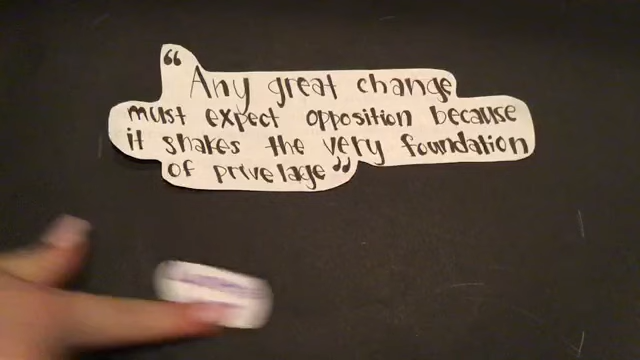 “Any great change
must expect opposition because
it shakes the very foundation
of privelage”